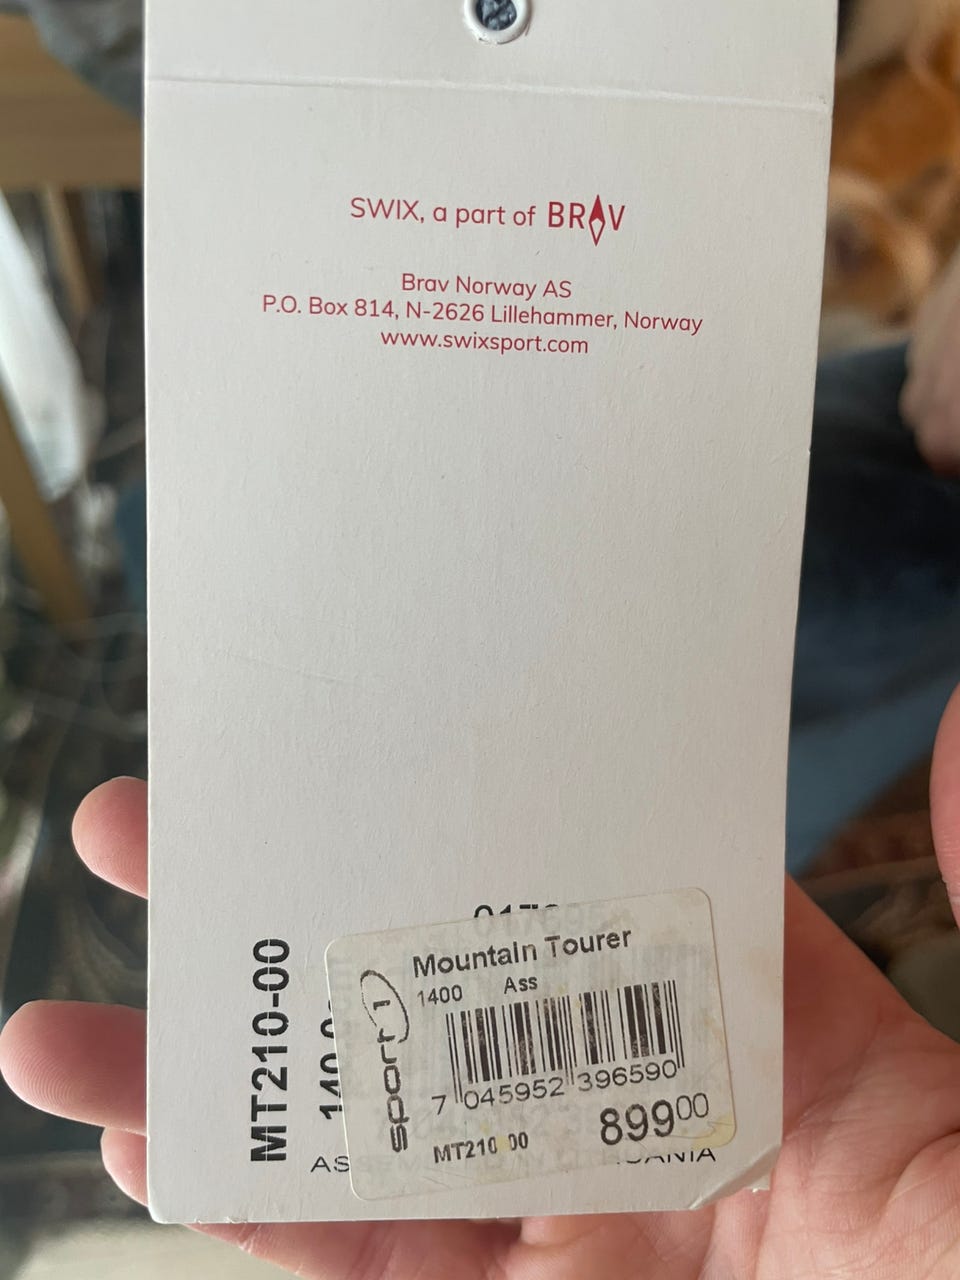 SWIX, a part of BRAV
Brav Norway AS
P.O. Box 814, N-2626 Lillehammer, Norway
www.swixsport.com
MT210-00
Mountain Tourer
1400 Ass
sport 1
7 045952 396590
MT210 00 899 00